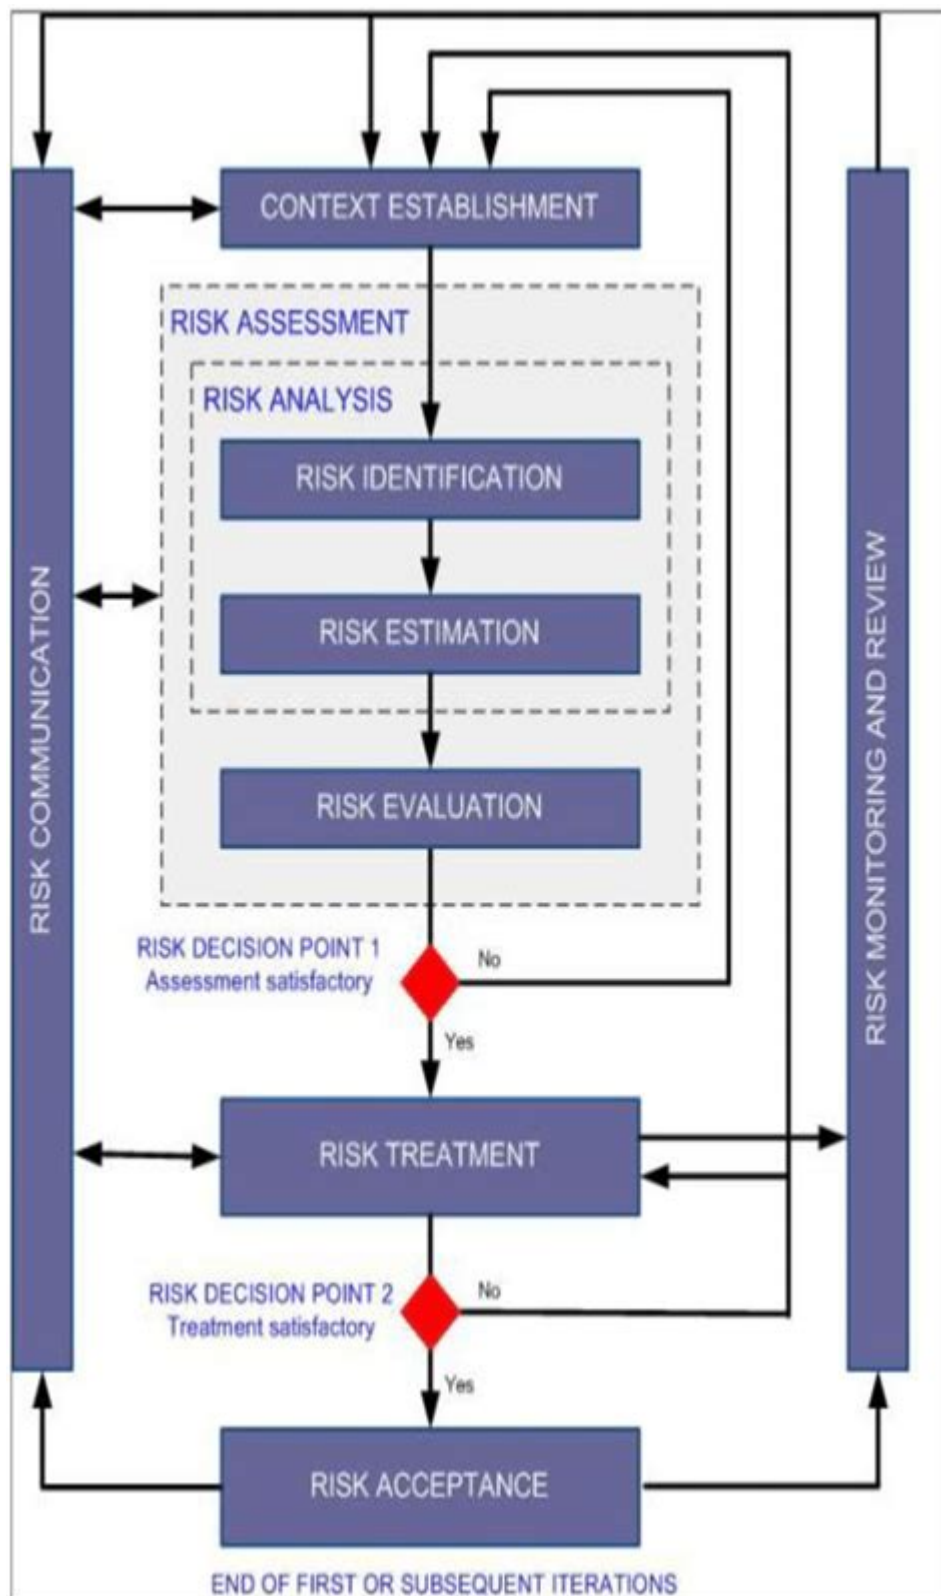 CONTEXT ESTABLISHMENT
RISK ASSESSMENT
RISK ANALYSIS
RISK IDENTIFICATION
RISK ESTIMATION
RISK EVALUATION
RISK COMMUNICATION
RISK MONITORING AND REVIEW
RISK DECISION POINT 1
Assessment satisfactory
No
Yes
RISK TREATMENT
RISK DECISION POINT 2
Treatment satisfactory
No
Yes
RISK ACCEPTANCE
END OF FIRST OR SUBSEQUENT ITERATIONS